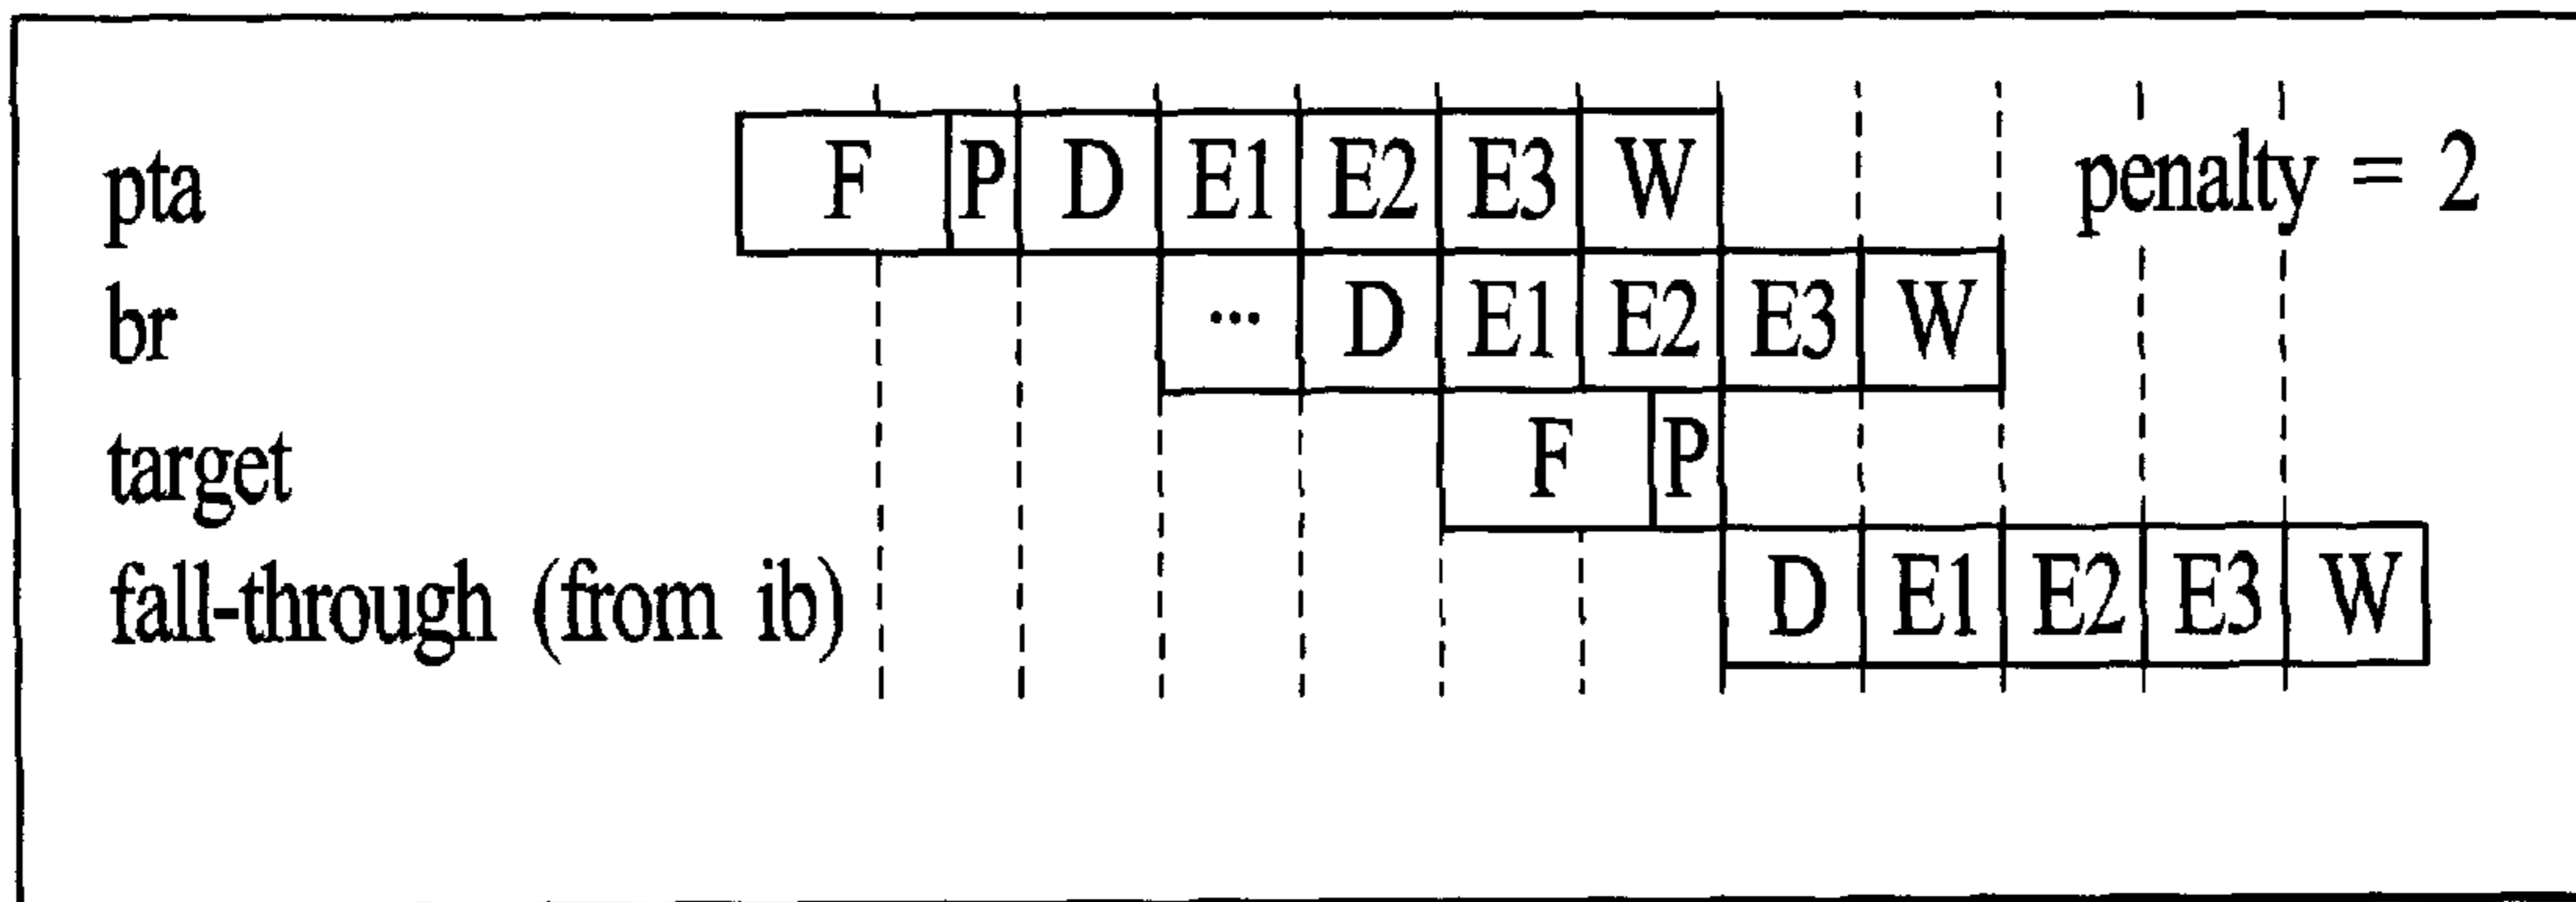 pta F P D E1 E2 E3 W penalty = 2
br ... D E1 E2 E3 W
target F P
fall-through (from ib) D E1 E2 E3 W